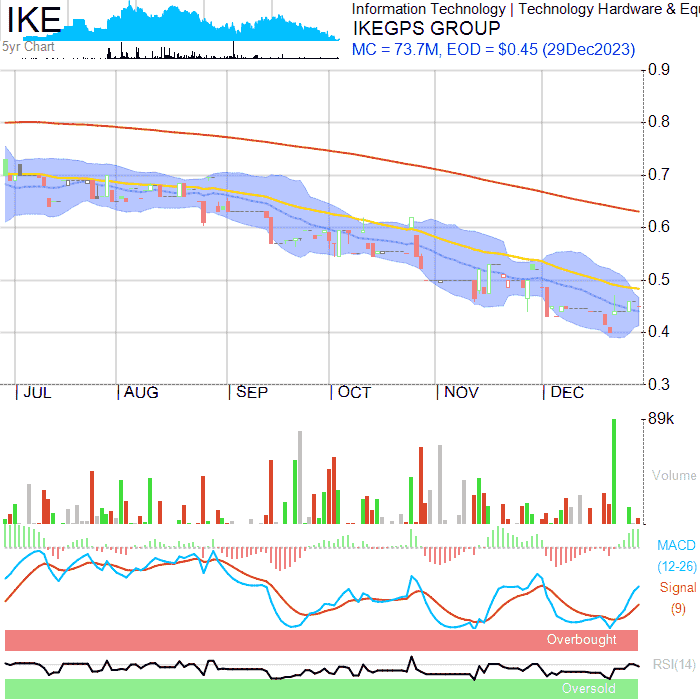 IKE
5yr Chart
Information Technology | Technology Hardware & Equ
IKEGPS GROUP
MC = 73.7M, EOD = $0.45 (29Dec2023)
0.9
0.8
0.7
0.6
0.5
0.4
0.3
| JUL | AUG | SEP | OCT | NOV | DEC
89k
Volume
MACD
(12-26)
Signal
(9)
Overbought
RSI(14)
Oversold